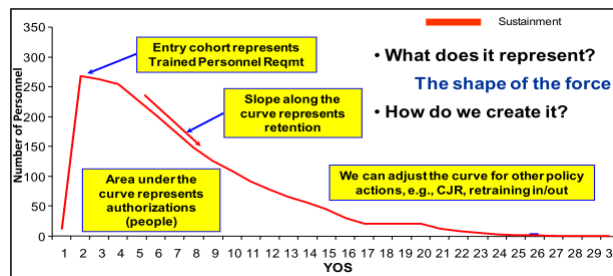 Sustainment
350
300
250
200
150
100
50
0
Number of Personnel
Entry cohort represents
Trained Personnel Reqmt
Slope along the
curve represents
retention
Area under the
curve represents
authorizations
(people)
• What does it represent?
The shape of the force
• How do we create it?
We can adjust the curve for other policy
actions, e.g., CJR, retraining in/out
1 2 3 4 5 6 7 8 9 10 11 12 13 14 15 16 17 18 19 20 21 22 23 24 25 26 27 28 29 3
YOS